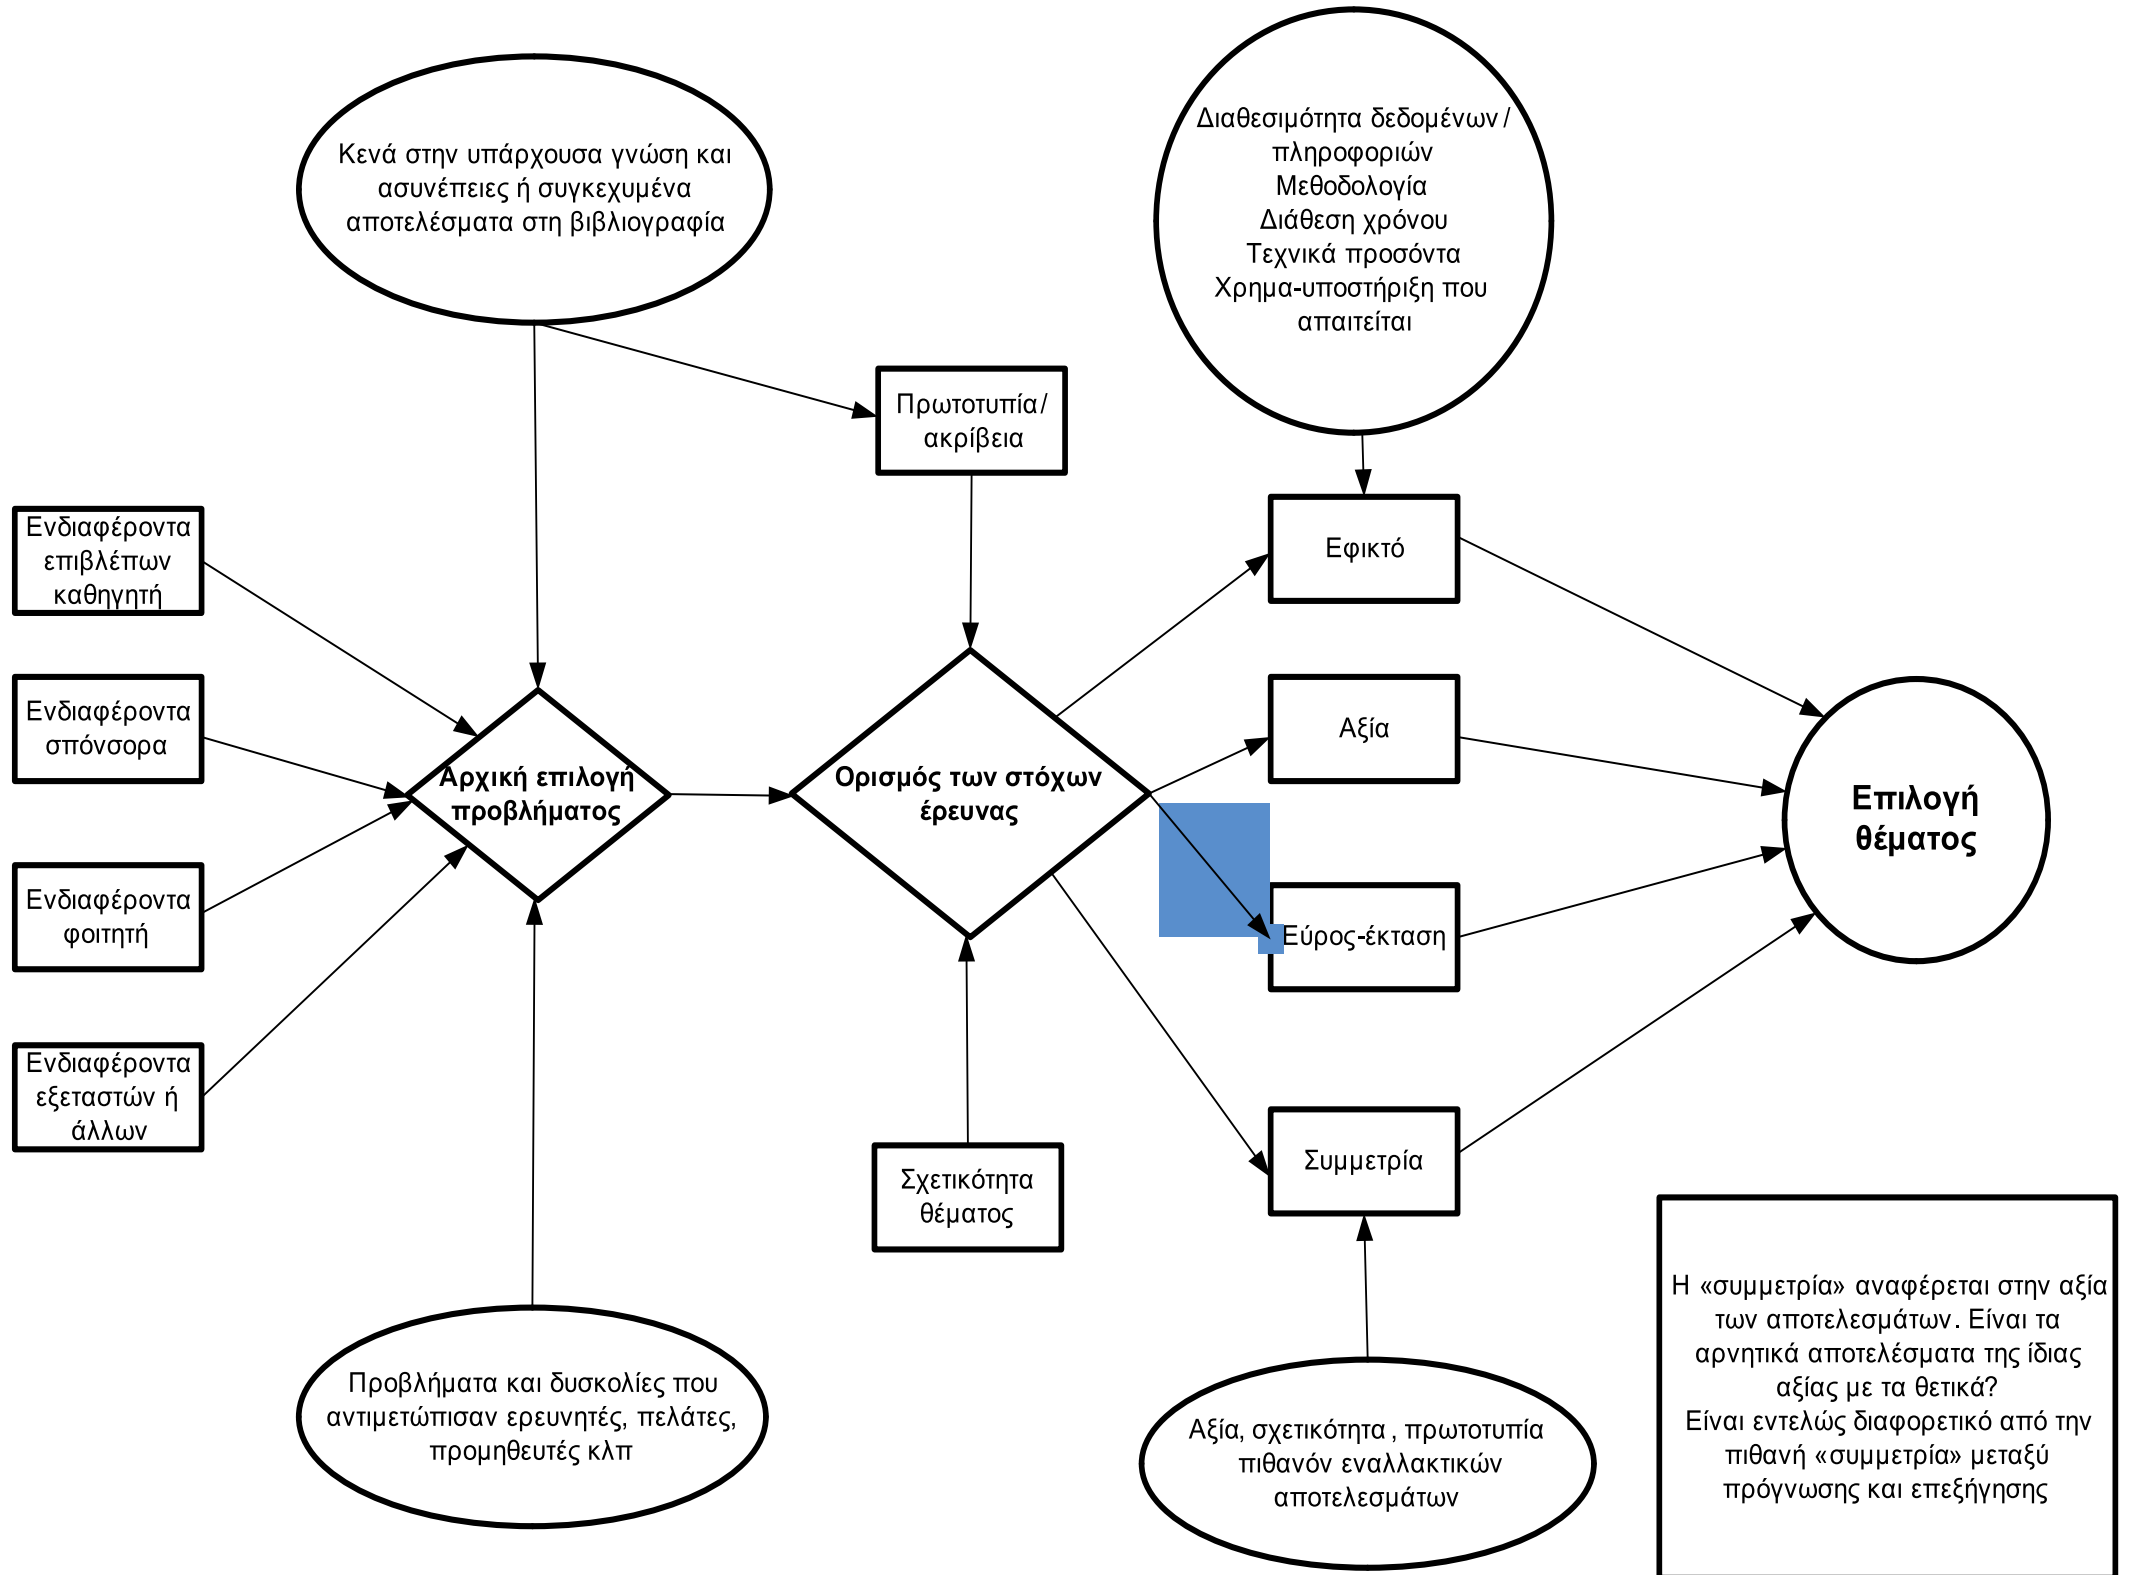 Κενά στην υπάρχουσα γνώση και
ασυνέπειες ή συγκεχυμένα
αποτελέσματα στη βιβλιογραφία
Διαθεσιμότητα δεδομένων/
πληροφοριών
Μεθοδολογία
Διάθεση χρόνου
Τεχνικά προσόντα
Χρημα-υποστήριξη που
απαιτείται
Πρωτοτυπία/
ακρίβεια
Ενδιαφέροντα
επιβλέπων
καθηγητή
Εφικτό
Ενδιαφέροντα
σπόνσορα
Αρχική επιλογή
προβλήματος
Ορισμός των στόχων
έρευνας
Αξία
Επιλογή
θέματος
Ενδιαφέροντα
φοιτητή
Εύρος-έκταση
Ενδιαφέροντα
εξεταστών ή
άλλων
Σχετικότητα
θέματος
Συμμετρία
Προβλήματα και δυσκολίες που
αντιμετώπισαν ερευνητές, πελάτες,
προμηθευτές κλπ
Αξία, σχετικότητα, πρωτοτυπία
πιθανόν εναλλακτικών
αποτελεσμάτων
Η «συμμετρία» αναφέρεται στην αξία
των αποτελεσμάτων. Είναι τα
αρνητικά αποτελέσματα της ίδιας
αξίας με τα θετικά?
Είναι εντελώς διαφορετικό από την
πιθανή «συμμετρία» μεταξύ
πρόγνωσης και επεξήγησης